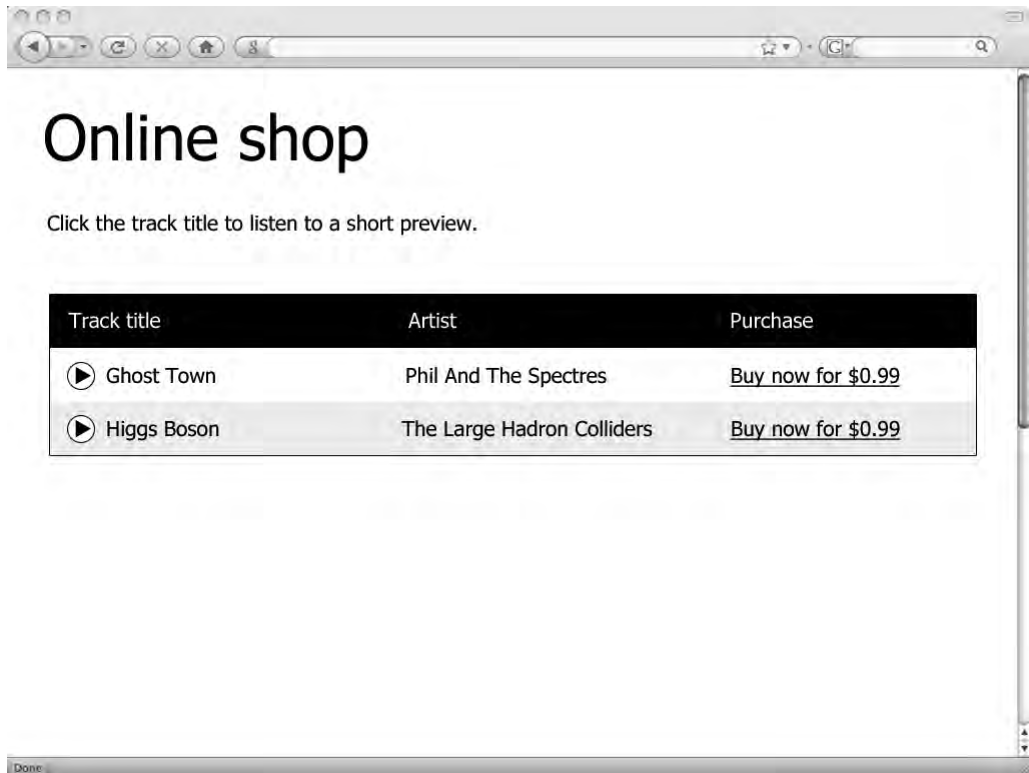 Online shop
Click the track title to listen to a short preview.
Track title Artist Purchase
Ghost Town Phil And The Spectres Buy now for $0.99
Higgs Boson The Large Hadron Colliders Buy now for $0.99
Done